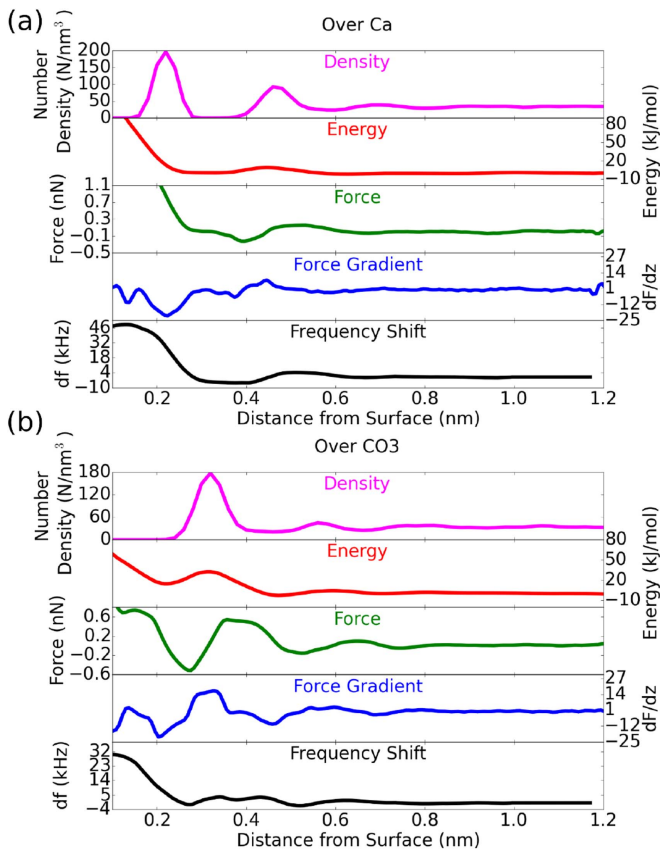 (a)
Over Ca
Number
Density (N/nm³)
200
150
100
50
0
Density
Energy
80
50
20
−10
Energy (kJ/mol)
Force (nN)
1.1
0.7
0.3
−0.1
−0.5
Force
Force Gradient
27
14
1
−12
−25
dF/dz
df (kHz)
46
32
18
4
−10
Frequency Shift
0.2 0.4 0.6 0.8 1.0 1.2
Distance from Surface (nm)
(b)
Over CO3
Number
Density (N/nm³)
180
120
60
0
Density
Energy
80
50
20
−10
Energy (kJ/mol)
Force (nN)
0.6
0.2
−0.2
−0.6
Force
Force Gradient
27
14
1
−12
−25
dF/dz
df (kHz)
32
23
14
5
−4
Frequency Shift
0.2 0.4 0.6 0.8 1.0 1.2
Distance from Surface (nm)